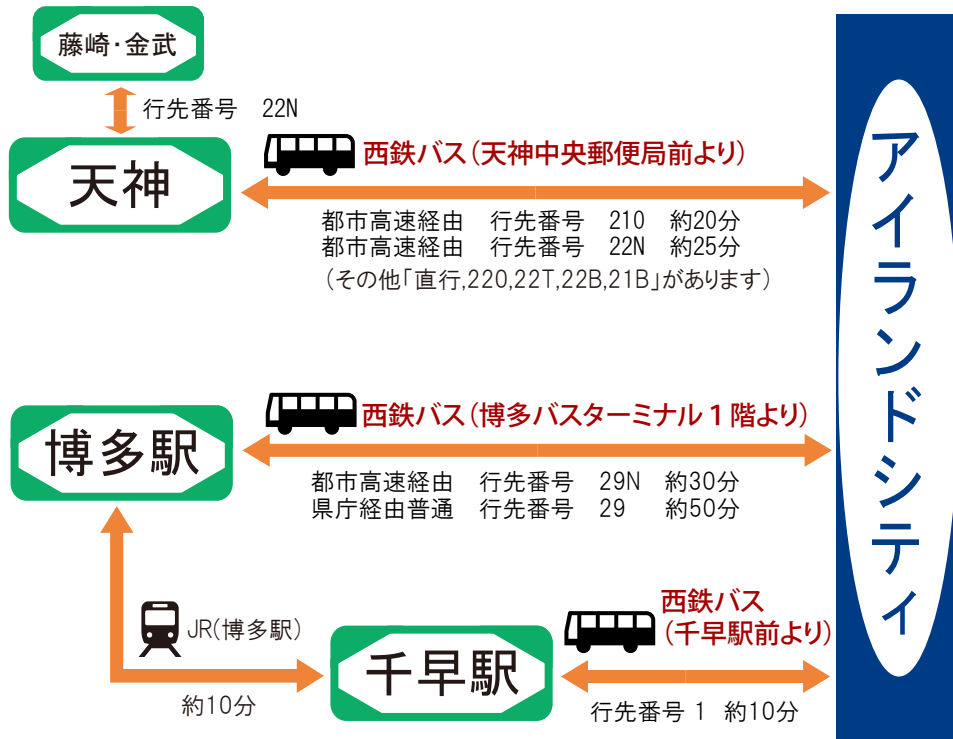 藤崎・金武
行先番号　22N
天神
西鉄バス（天神中央郵便局前より）
都市高速経由　行先番号　210　約20分
都市高速経由　行先番号　22N　約25分
（その他「直行,220,22T,22B,21B」があります）
博多駅
西鉄バス（博多バスターミナル 1 階より）
都市高速経由　行先番号　29N　約30分
県庁経由普通　行先番号　29　約50分
JR(博多駅)
約10分
千早駅
西鉄バス
（千早駅前より）
行先番号 1　約10分
アイランドシティ